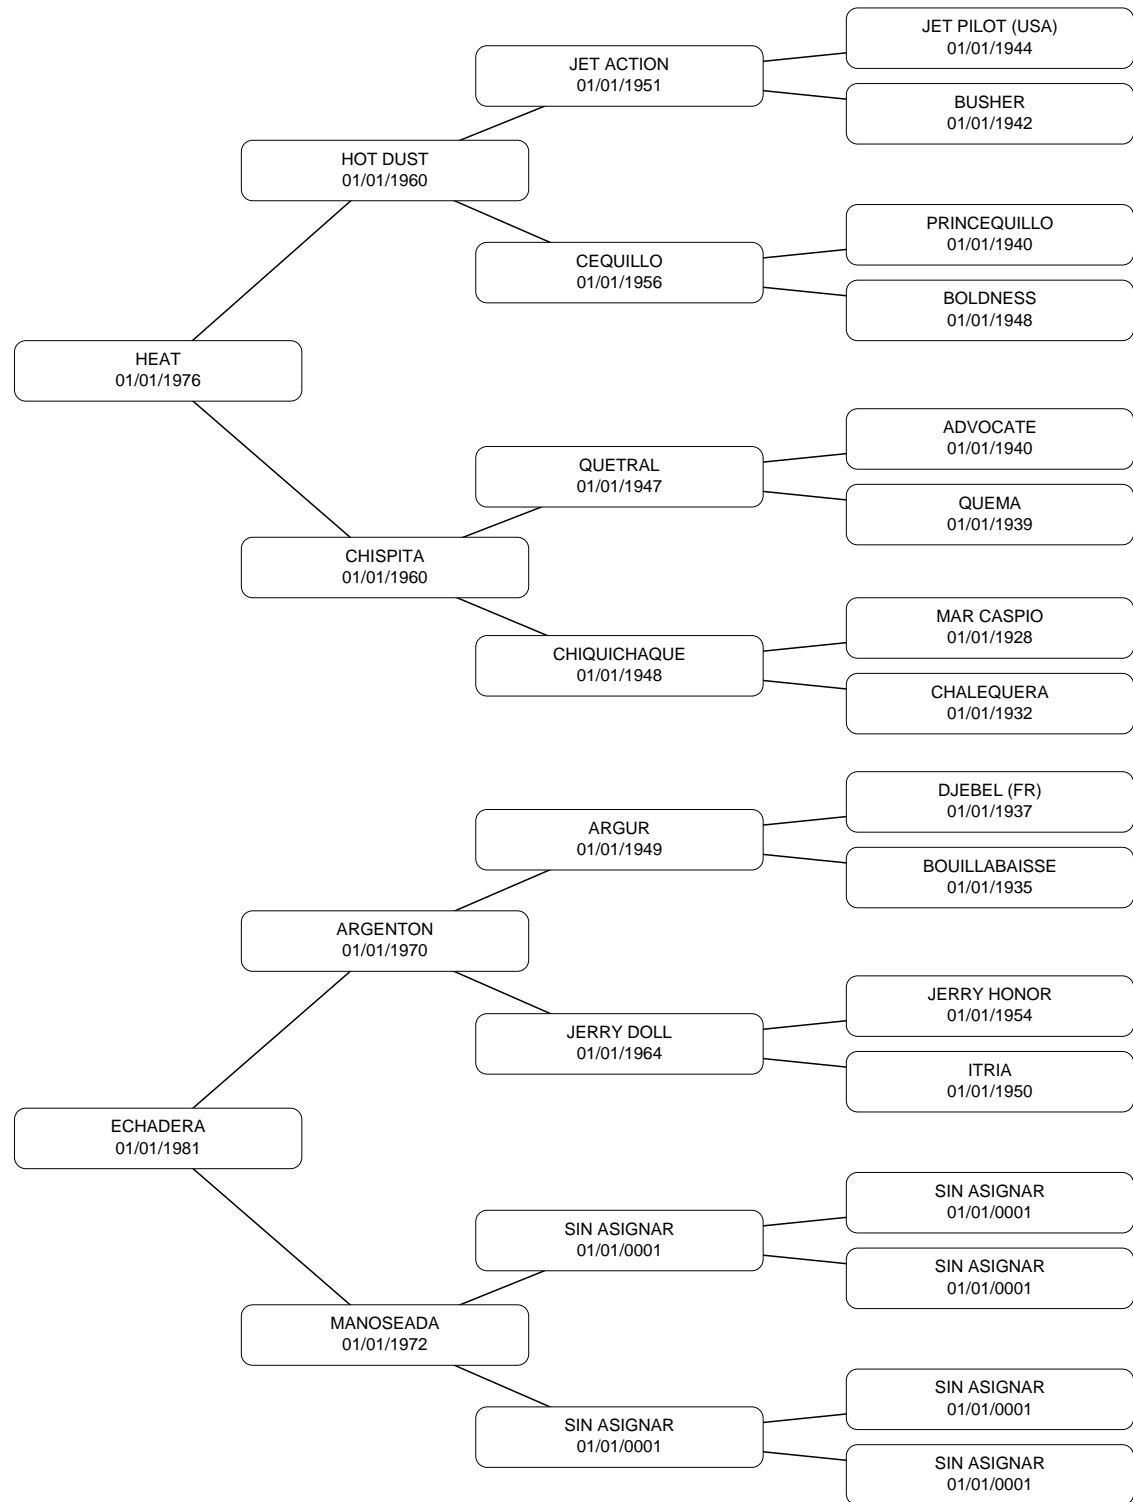 JET PILOT (USA)
01/01/1944
JET ACTION
01/01/1951
BUSHER
01/01/1942
HOT DUST
01/01/1960
PRINCEQUILLO
01/01/1940
CEQUILLO
01/01/1956
BOLDNESS
01/01/1948
HEAT
01/01/1976
ADVOCATE
01/01/1940
QUETRAL
01/01/1947
QUEMA
01/01/1939
CHISPITA
01/01/1960
MAR CASPIO
01/01/1928
CHIQUICHAQUE
01/01/1948
CHALEQUERA
01/01/1932
DJEBEL (FR)
01/01/1937
ARGUR
01/01/1949
BOUILLABAISSE
01/01/1935
ARGENTON
01/01/1970
JERRY HONOR
01/01/1954
JERRY DOLL
01/01/1964
ITRIA
01/01/1950
ECHADERA
01/01/1981
SIN ASIGNAR
01/01/0001
SIN ASIGNAR
01/01/0001
SIN ASIGNAR
01/01/0001
MANOSEADA
01/01/1972
SIN ASIGNAR
01/01/0001
SIN ASIGNAR
01/01/0001
SIN ASIGNAR
01/01/0001